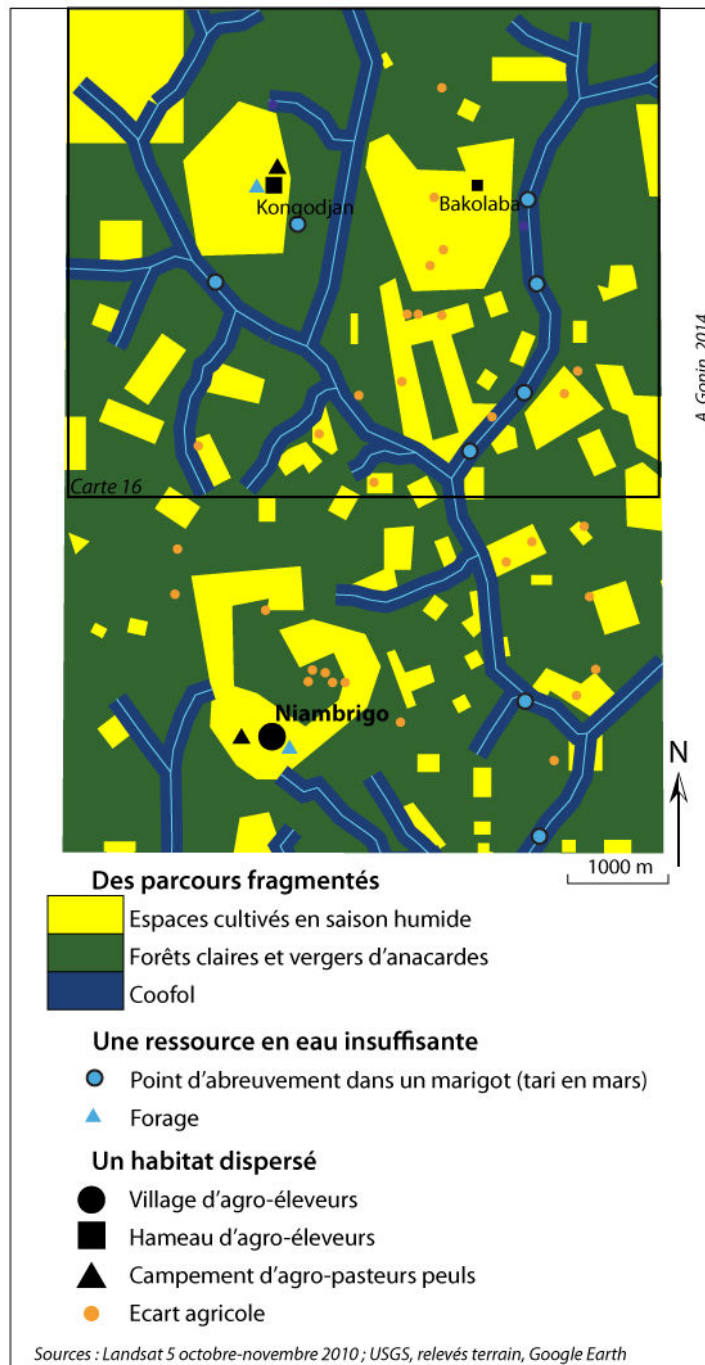 Kongodjan
Bakolaba
A. Gonin, 2014
Carte 16
Niambrigo
N
1000 m
Des parcours fragmentés
Espaces cultivés en saison humide
Forêts claires et vergers d'anacardes
Coofol
Une ressource en eau insuffisante
Point d'abreuvement dans un marigot (tari en mars)
Forage
Un habitat dispersé
Village d'agro-éleveurs
Hameau d'agro-éleveurs
Campement d'agro-pasteurs peuls
Ecart agricole
Sources : Landsat 5 octobre-novembre 2010 ; USGS, relevés terrain, Google Earth